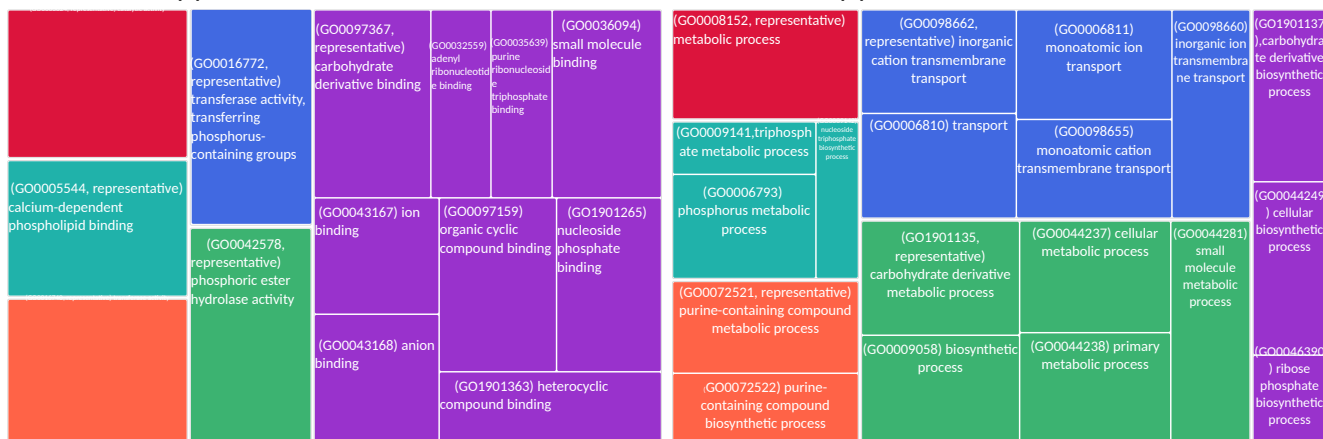 (GO0005544, representative)
calcium-dependent
phospholipid binding
(GO0016772,
representative)
transferase activity,
transferring
phosphorus-
containing groups
(GO0042578,
representative)
phosphoric ester
hydrolase activity
(GO0097367,
representative)
carbohydrate
derivative binding
(GO0032559)
adenyl
ribonucleotid
e binding
(GO0035639)
purine
ribonucleosid
e
triphosphate
binding
(GO0036094)
small molecule
binding
(GO0043167) ion
binding
(GO0043168) anion
binding
(GO0097159)
organic cyclic
compound binding
(GO1901265)
nucleoside
phosphate
binding
(GO1901363) heterocyclic
compound binding
(GO0008152, representative)
metabolic process
(GO0009141,triphosph
ate metabolic process
nucleoside
triphosphate
biosynthetic
process
(GO0006793)
phosphorus metabolic
process
(GO0072521, representative)
purine-containing compound
metabolic process
(GO0072522) purine-
containing compound
biosynthetic process
(GO0098662,
representative) inorganic
cation transmembrane
transport
(GO0006810) transport
(GO0006811)
monoatomic ion
transport
(GO0098655)
monoatomic cation
transmembrane transport
(GO0098660)
inorganic ion
transmembra
ne transport
(GO1901135,
representative)
carbohydrate derivative
metabolic process
(GO0009058) biosynthetic
process
(GO0044237) cellular
metabolic process
(GO0044238) primary
metabolic process
(GO0044281)
small
molecule
metabolic
process
(GO1901137
),carbohydra
te derivative
biosynthetic
process
(GO0044249
) cellular
biosynthetic
process
(GO0046390
) ribose
phosphate
biosynthetic
process